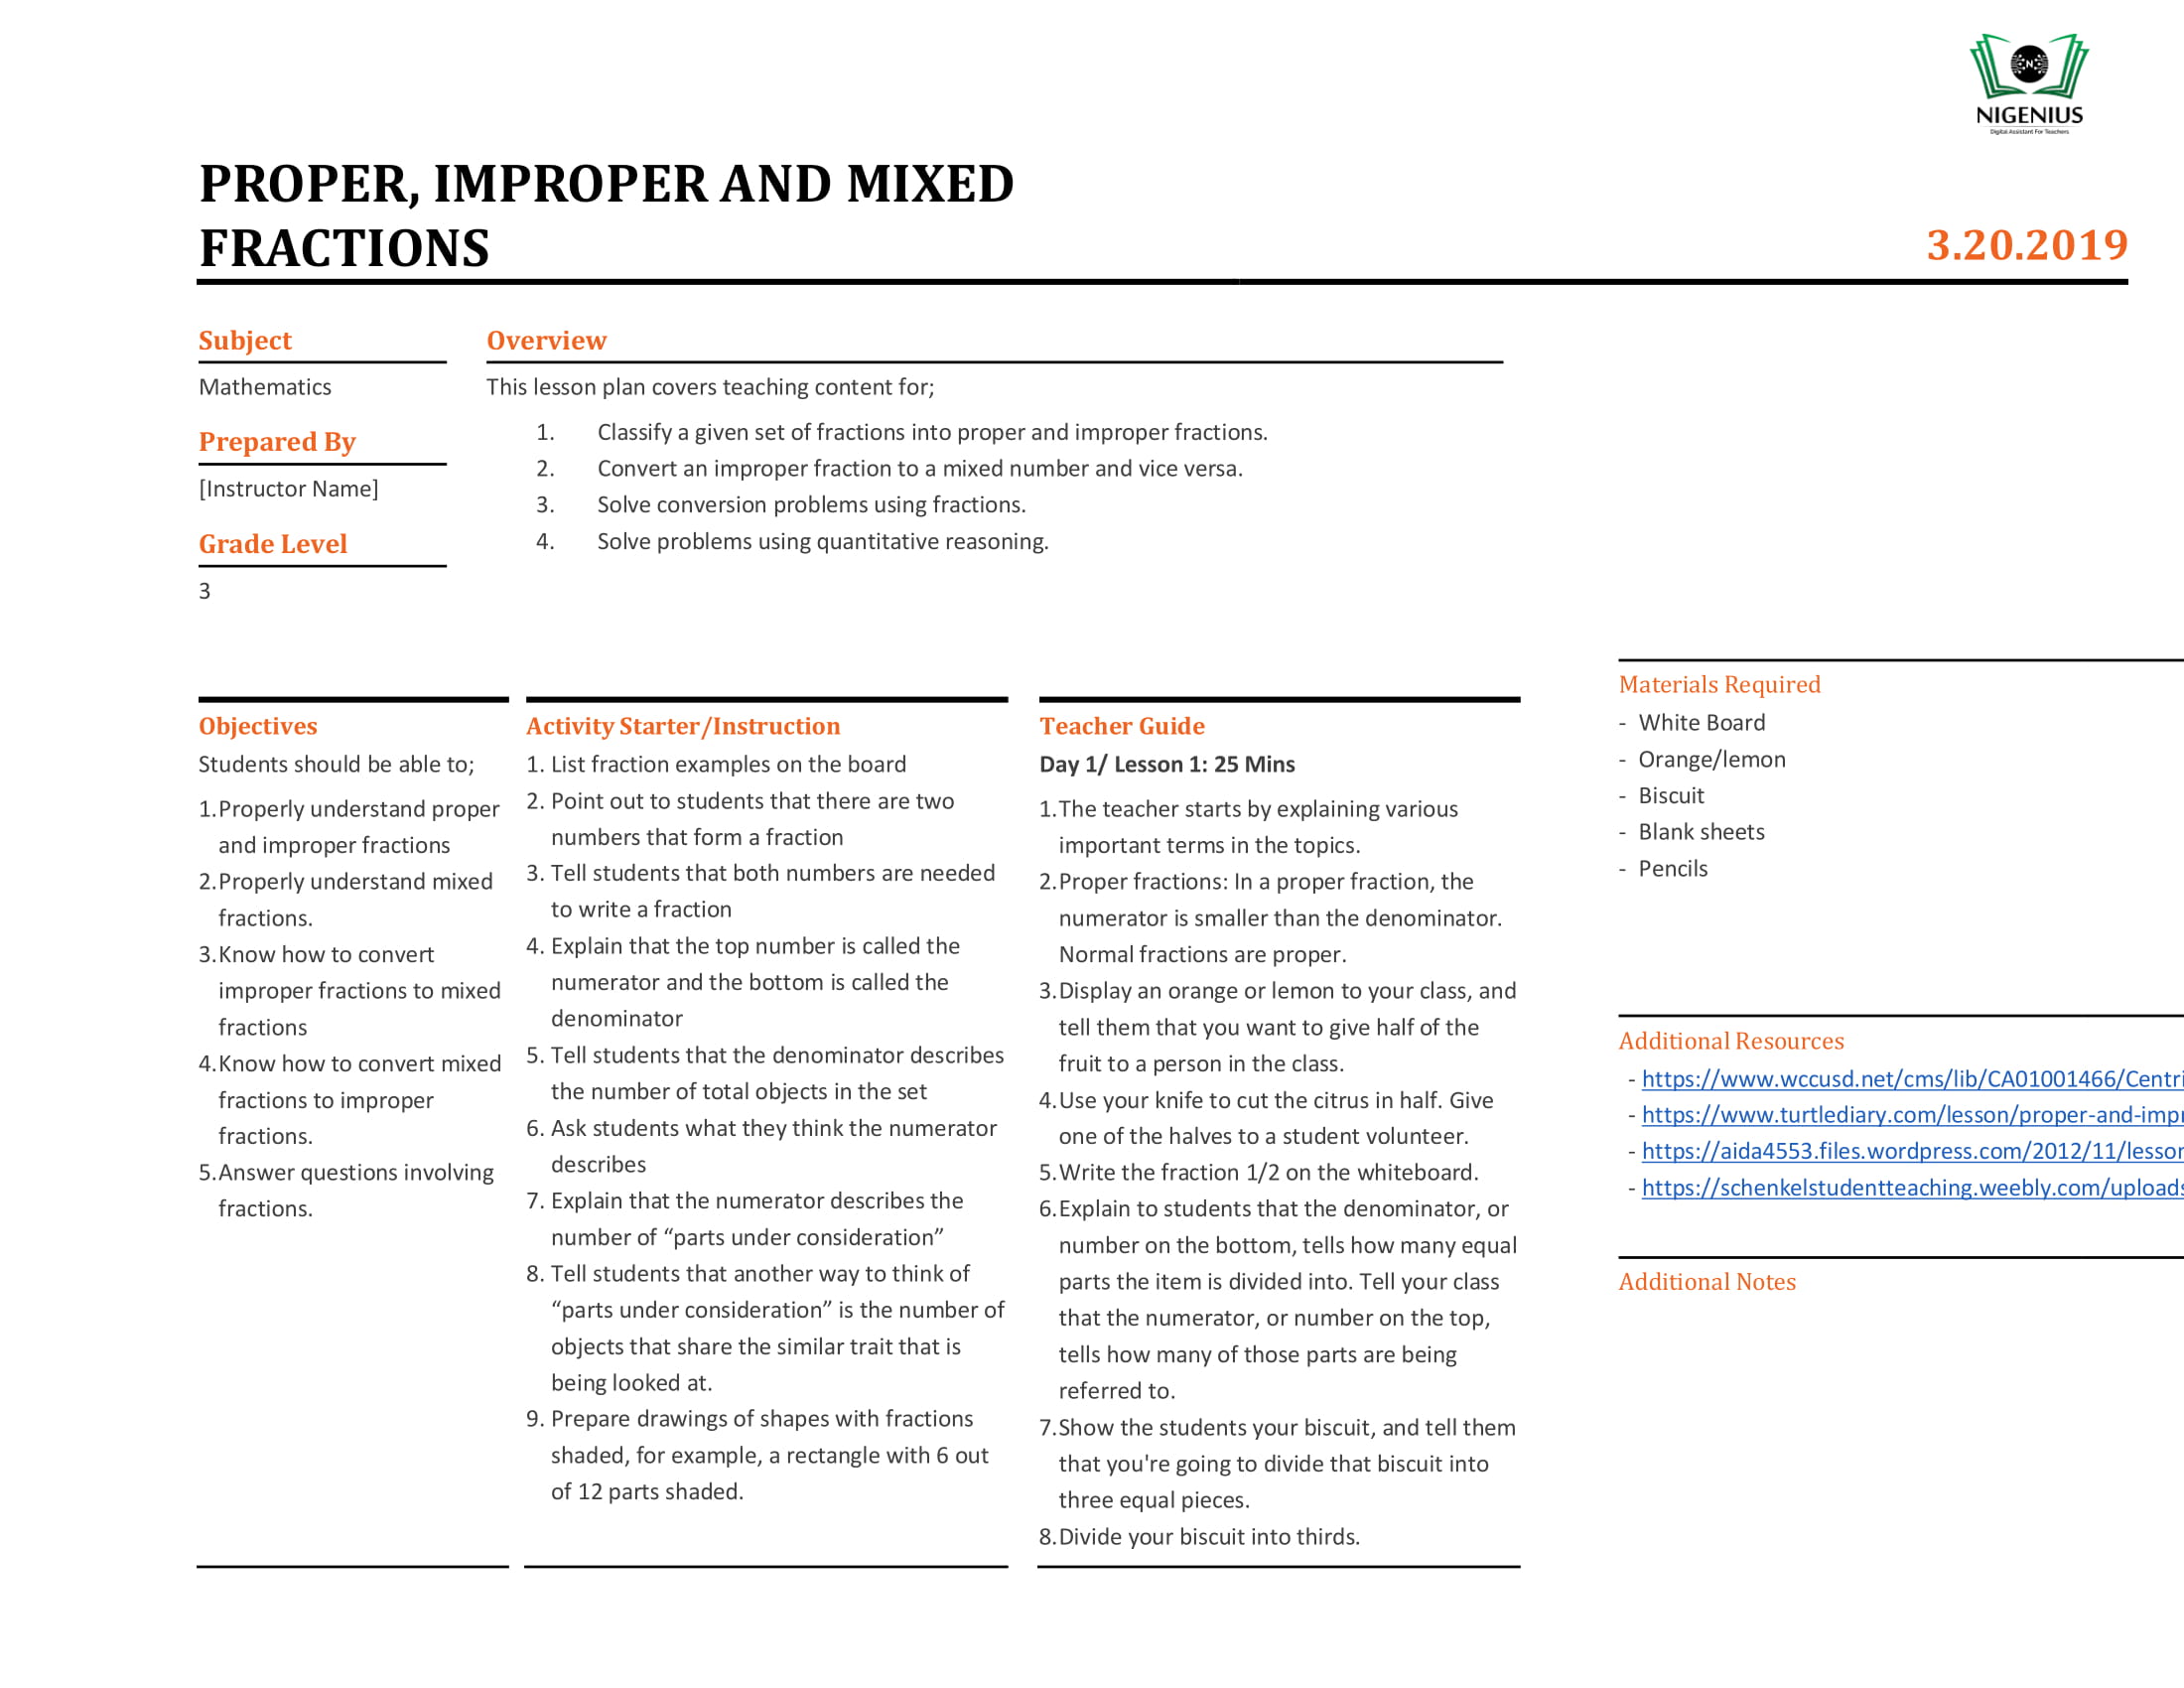 NIGENIUS
Digital Assistant For Teachers
PROPER, IMPROPER AND MIXED
FRACTIONS
3.20.2019
Subject
Mathematics
Prepared By
[Instructor Name]
Grade Level
3
Overview
This lesson plan covers teaching content for;
1. Classify a given set of fractions into proper and improper fractions.
2. Convert an improper fraction to a mixed number and vice versa.
3. Solve conversion problems using fractions.
4. Solve problems using quantitative reasoning.
Objectives
Students should be able to;
1.Properly understand proper
and improper fractions
2.Properly understand mixed
fractions.
3.Know how to convert
improper fractions to mixed
fractions
4.Know how to convert mixed
fractions to improper
fractions.
5.Answer questions involving
fractions.
Activity Starter/Instruction
1. List fraction examples on the board
2. Point out to students that there are two
numbers that form a fraction
3. Tell students that both numbers are needed
to write a fraction
4. Explain that the top number is called the
numerator and the bottom is called the
denominator
5. Tell students that the denominator describes
the number of total objects in the set
6. Ask students what they think the numerator
describes
7. Explain that the numerator describes the
number of “parts under consideration”
8. Tell students that another way to think of
“parts under consideration” is the number of
objects that share the similar trait that is
being looked at.
9. Prepare drawings of shapes with fractions
shaded, for example, a rectangle with 6 out
of 12 parts shaded.
Teacher Guide
Day 1/ Lesson 1: 25 Mins
1.The teacher starts by explaining various
important terms in the topics.
2.Proper fractions: In a proper fraction, the
numerator is smaller than the denominator.
Normal fractions are proper.
3.Display an orange or lemon to your class, and
tell them that you want to give half of the
fruit to a person in the class.
4.Use your knife to cut the citrus in half. Give
one of the halves to a student volunteer.
5.Write the fraction 1/2 on the whiteboard.
6.Explain to students that the denominator, or
number on the bottom, tells how many equal
parts the item is divided into. Tell your class
that the numerator, or number on the top,
tells how many of those parts are being
referred to.
7.Show the students your biscuit, and tell them
that you're going to divide that biscuit into
three equal pieces.
8.Divide your biscuit into thirds.
Materials Required
- White Board
- Orange/lemon
- Biscuit
- Blank sheets
- Pencils
Additional Resources
- https://www.wccusd.net/cms/lib/CA01001466/Centri
- https://www.turtlediary.com/lesson/proper-and-impr
- https://aida4553.files.wordpress.com/2012/11/lesson
- https://schenkelstudentteaching.weebly.com/uploads
Additional Notes